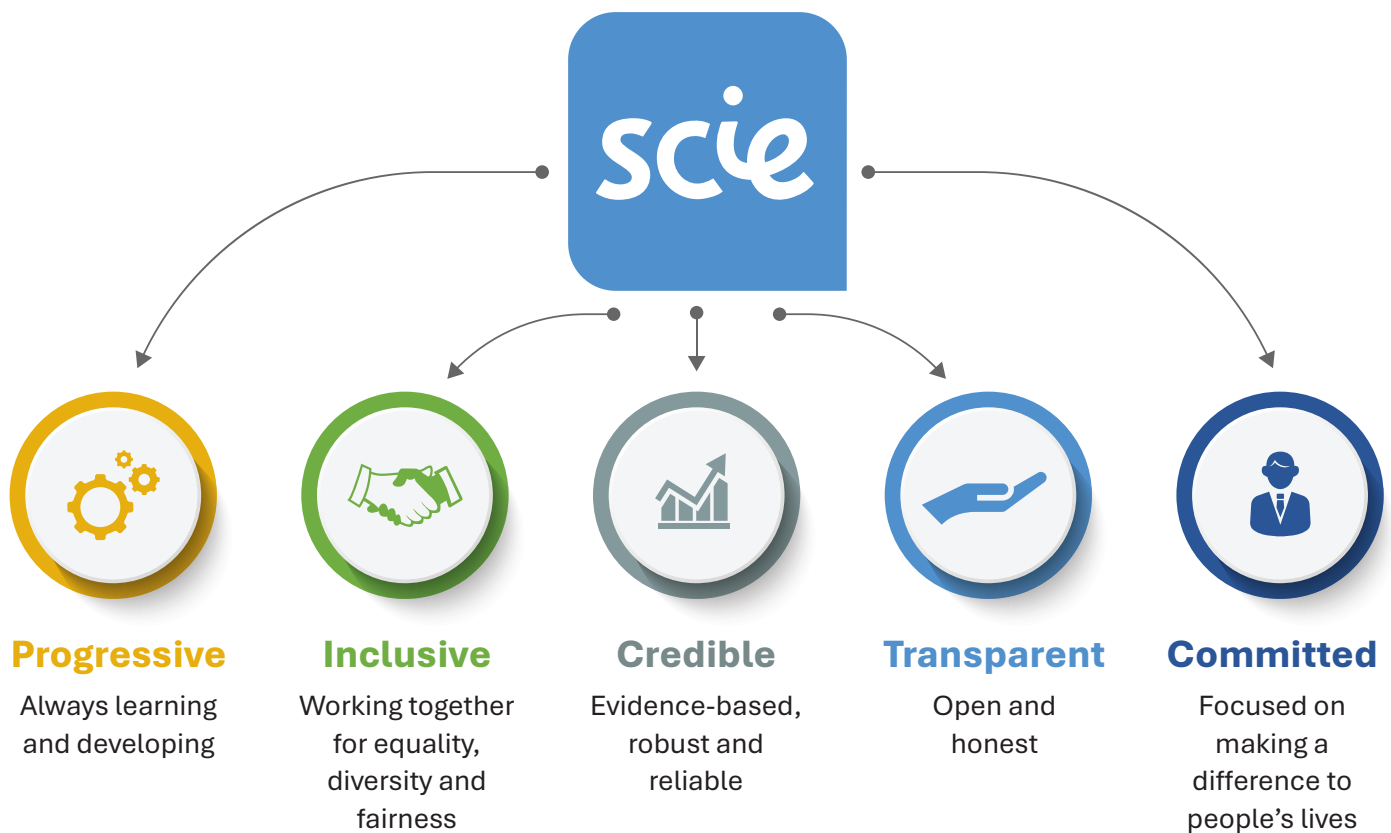 scie
Progressive
Always learning
and developing
Inclusive
Working together
for equality,
diversity and
fairness
Credible
Evidence-based,
robust and
reliable
Transparent
Open and
honest
Committed
Focused on
making a
difference to
people’s lives